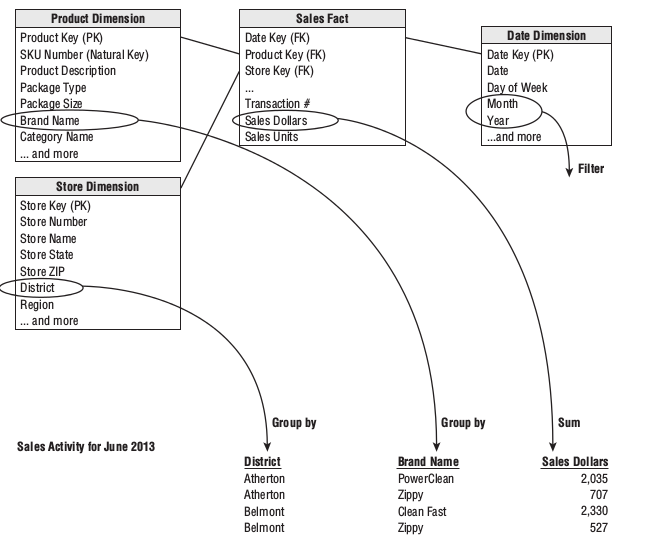 Product Dimension
Product Key (PK)
SKU Number (Natural Key)
Product Description
Package Type
Package Size
Brand Name
Category Name
... and more
Sales Fact
Date Key (FK)
Product Key (FK)
Store Key (FK)
...
Transaction #
Sales Dollars
Sales Units
Date Dimension
Date Key (PK)
Date
Day of Week
Month
Year
...and more
Filter
Store Dimension
Store Key (PK)
Store Number
Store Name
Store State
Store ZIP
District
Region
... and more
Group by
Group by
Sum
Sales Activity for June 2013
District Brand Name Sales Dollars
Atherton PowerClean 2,035
Atherton Zippy 707
Belmont Clean Fast 2,330
Belmont Zippy 527